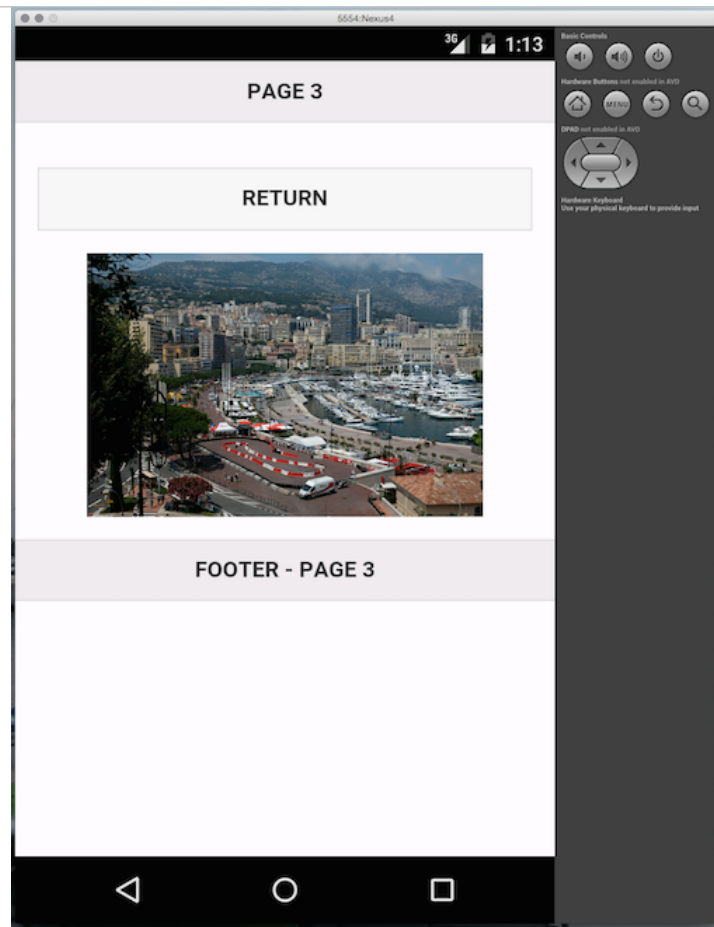 5554:Nexus4
3G 1:13
PAGE 3
RETURN
FOOTER - PAGE 3
Basic Controls
Hardware Buttons not enabled in AVD
MENU
DPAD not enabled in AVD
Hardware Keyboard
Use your physical keyboard to provide input